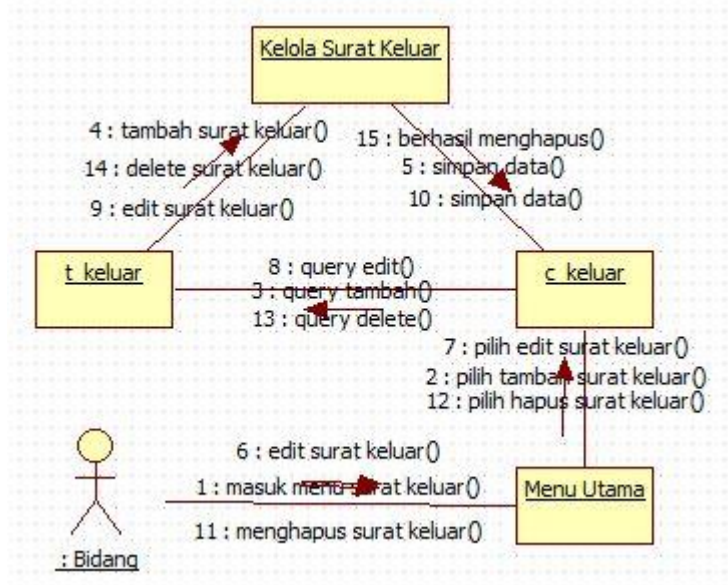 Kelola Surat Keluar
4 : tambah surat keluar()
14 : delete surat keluar()
9 : edit surat keluar()
15 : berhasil menghapus()
5 : simpan data()
10 : simpan data()
t_keluar
8 : query edit()
3 : query tambah()
13 : query delete()
c_keluar
7 : pilih edit surat keluar()
2 : pilih tambah surat keluar()
12 : pilih hapus surat keluar()
6 : edit surat keluar()
1 : masuk menu surat keluar()
11 : menghapus surat keluar()
Menu Utama
: Bidang